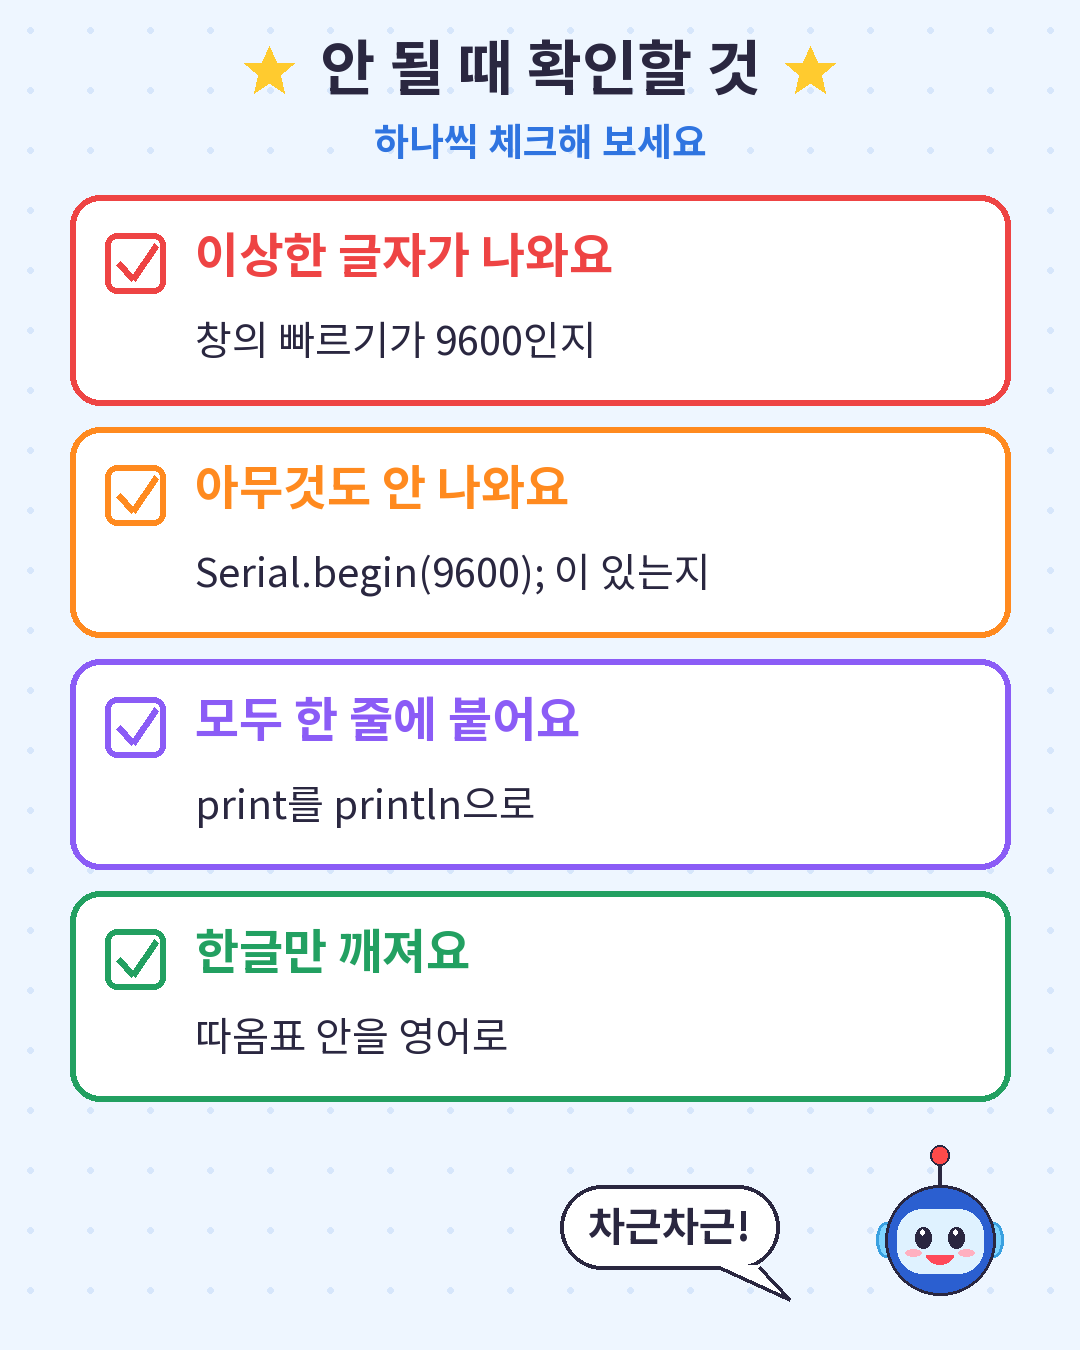 안 될 때 확인할 것
하나씩 체크해 보세요
이상한 글자가 나와요
창의 빠르기가 9600인지
아무것도 안 나와요
Serial.begin(9600); 이 있는지
모두 한 줄에 붙어요
print를 println으로
한글만 깨져요
따옴표 안을 영어로
차근차근!